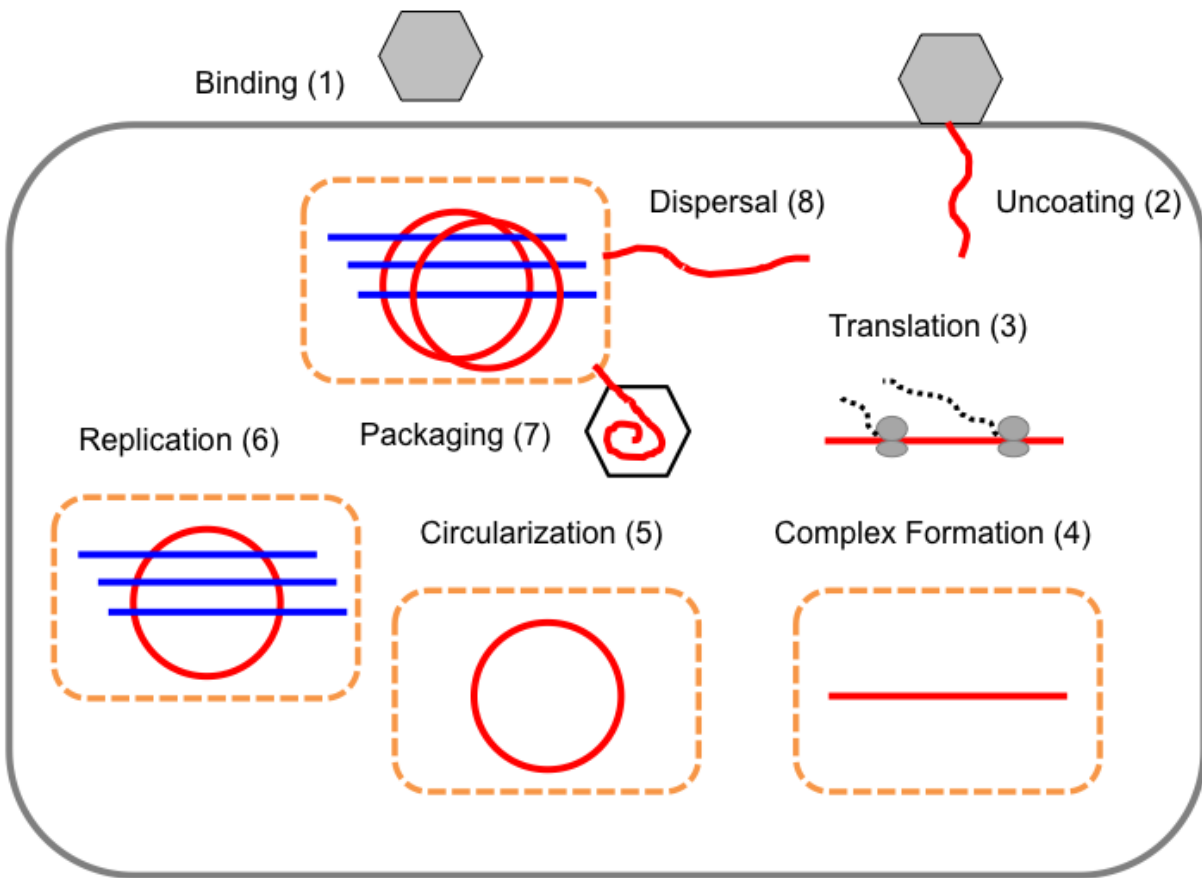 Binding (1)
Uncoating (2)
Translation (3)
Complex Formation (4)
Circularization (5)
Replication (6)
Packaging (7)
Dispersal (8)